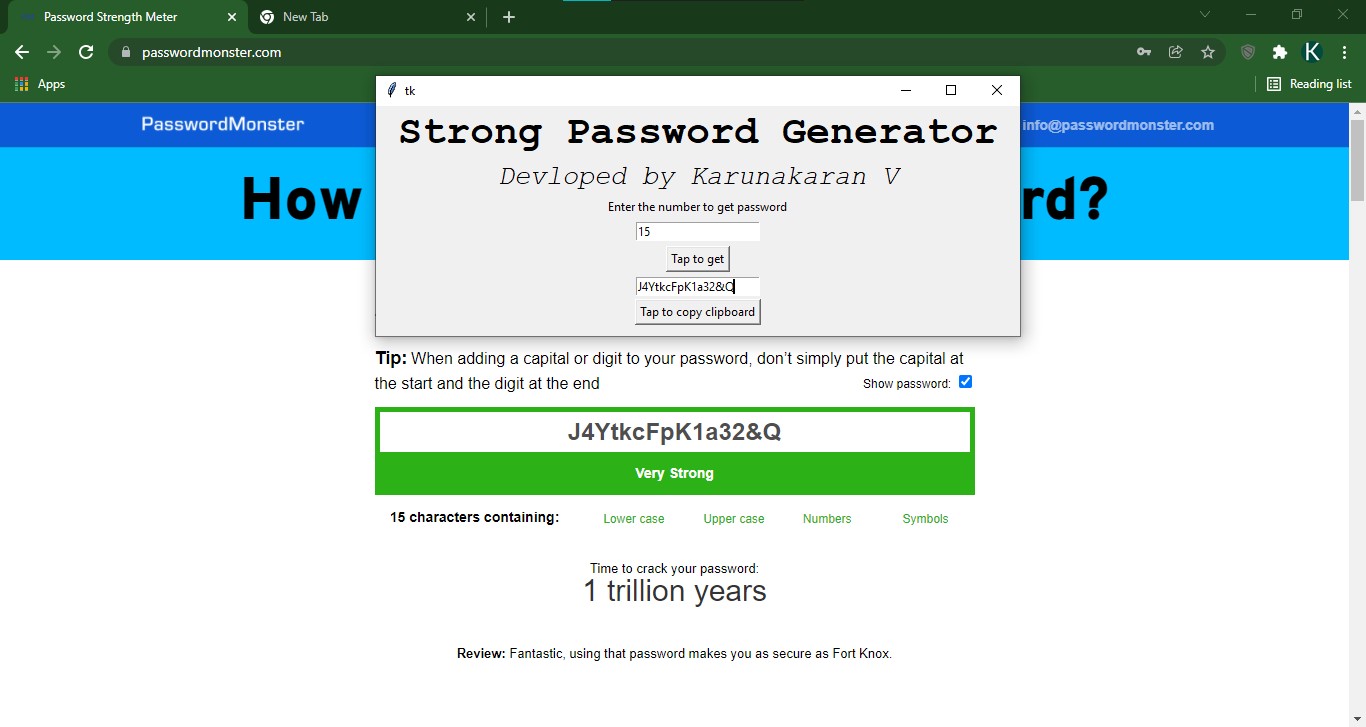 Password Strength Meter
New Tab
passwordmonster.com
K
Apps
Reading list
tk
PasswordMonster
info@passwordmonster.com
Strong Password Generator
Devloped by Karunakaran V
How
rd?
Enter the number to get password
15
Tap to get
J4YtkcFpK1a32&Q
Tap to copy clipboard
Tip: When adding a capital or digit to your password, don’t simply put the capital at
the start and the digit at the end
Show password:
J4YtkcFpK1a32&Q
Very Strong
15 characters containing:
Lower case
Upper case
Numbers
Symbols
Time to crack your password:
1 trillion years
Review: Fantastic, using that password makes you as secure as Fort Knox.